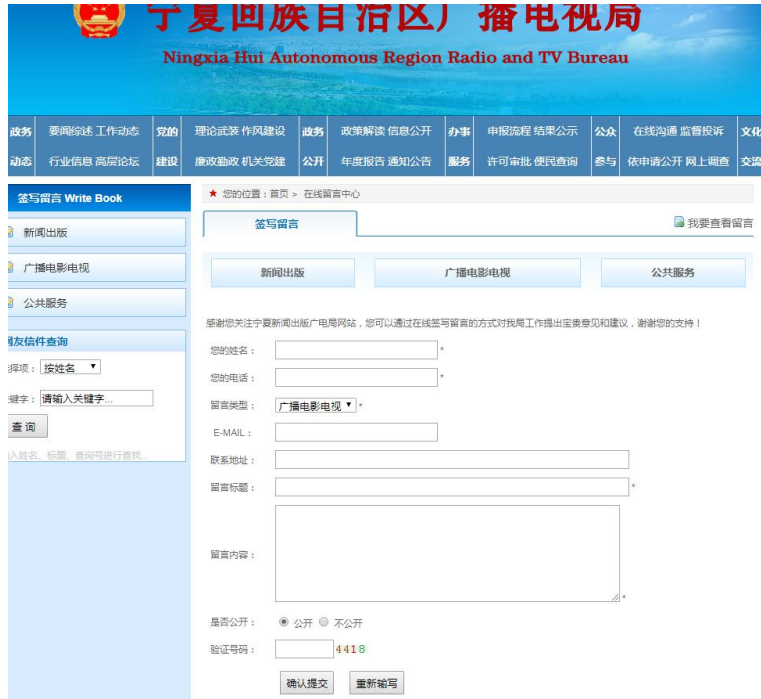 宁夏回族自治区广播电视局
Ningxia Hui Autonomous Region Radio and TV Bureau
政务 要闻综述 工作动态 党的 理论武装 作风建设 政务 政策解读 信息公开 办事 申报流程 结果公示 公众 在线沟通 监督投诉 文化
动态 行业信息 高层论坛 建设 廉政勤政 机关党建 公开 年度报告 通知公告 服务 许可审批 便民查询 参与 依申请公开 网上调查 交流
签写留言 Write Book
新闻出版
广播电影电视
公共服务
网友信件查询
选择项： 按姓名
关键字： 请输入关键字...
查 询
输入姓名、标题、查询号进行查找...
★ 您的位置：首页 > 在线留言中心
签写留言 我要查看留言
新闻出版 广播电影电视 公共服务
感谢您关注宁夏新闻出版广电局网站，您可以通过在线签写留言的方式对我局工作提出宝贵意见和建议，谢谢您的支持！
您的姓名： *
您的电话： *
留言类型： 广播电影电视 *
E-MAIL：
联系地址：
留言标题： *
留言内容： *
是否公开： 公开 不公开
验证号码： 4418
确认提交 重新输写